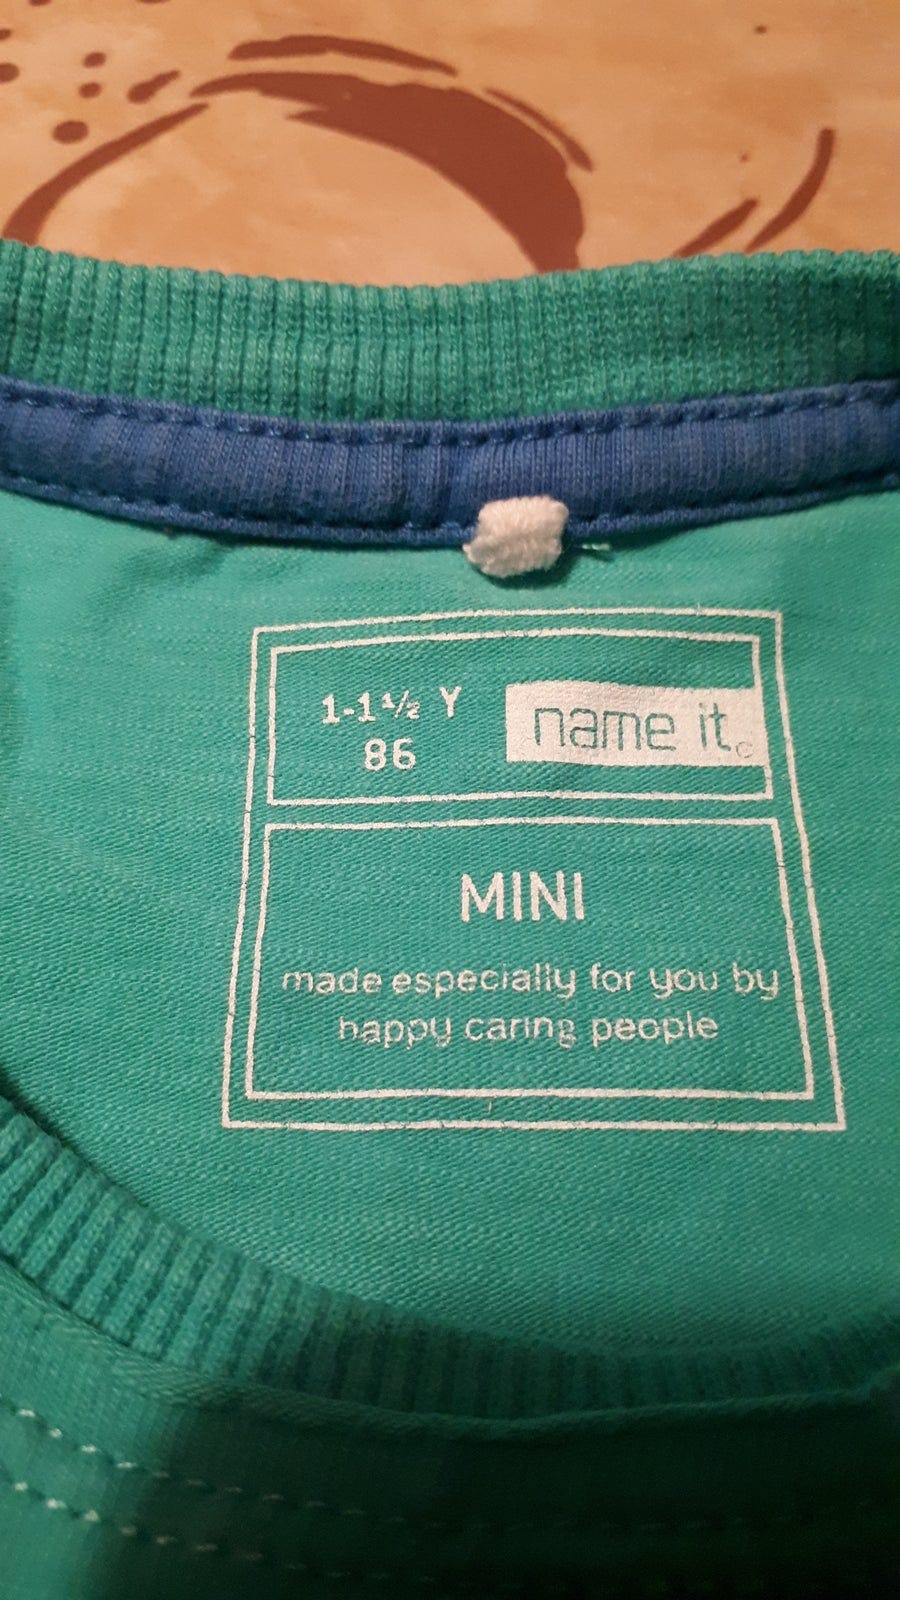 1-1½ Y
86
name it.
MINI
made especially for you by
happy caring people